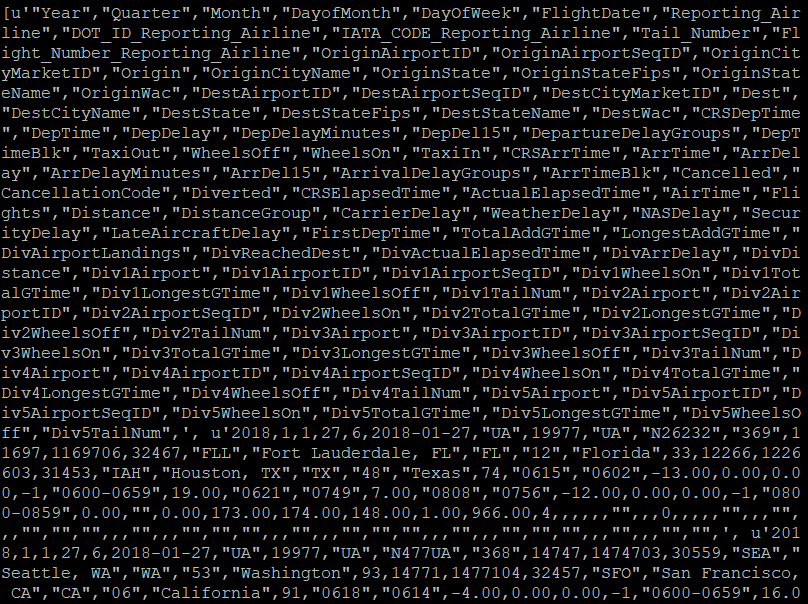 [u'"Year","Quarter","Month","DayofMonth","DayOfWeek","FlightDate","Reporting_Air
line","DOT_ID_Reporting_Airline","IATA_CODE_Reporting_Airline","Tail_Number","Fl
ight_Number_Reporting_Airline","OriginAirportID","OriginAirportSeqID","OriginCit
yMarketID","Origin","OriginCityName","OriginState","OriginStateFips","OriginStat
eName","OriginWac","DestAirportID","DestAirportSeqID","DestCityMarketID","Dest",
"DestCityName","DestState","DestStateFips","DestStateName","DestWac","CRSDepTime
","DepTime","DepDelay","DepDelayMinutes","DepDel15","DepartureDelayGroups","DepT
imeBlk","TaxiOut","WheelsOff","WheelsOn","TaxiIn","CRSArrTime","ArrTime","ArrDel
ay","ArrDelayMinutes","ArrDel15","ArrivalDelayGroups","ArrTimeBlk","Cancelled","
CancellationCode","Diverted","CRSElapsedTime","ActualElapsedTime","AirTime","Fli
ghts","Distance","DistanceGroup","CarrierDelay","WeatherDelay","NASDelay","Secur
ityDelay","LateAircraftDelay","FirstDepTime","TotalAddGTime","LongestAddGTime","
DivAirportLandings","DivReachedDest","DivActualElapsedTime","DivArrDelay","DivDi
stance","Div1Airport","Div1AirportID","Div1AirportSeqID","Div1WheelsOn","Div1Tot
alGTime","Div1LongestGTime","Div1WheelsOff","Div1TailNum","Div2Airport","Div2Air
portID","Div2AirportSeqID","Div2WheelsOn","Div2TotalGTime","Div2LongestGTime","D
iv2WheelsOff","Div2TailNum","Div3Airport","Div3AirportID","Div3AirportSeqID","Di
v3WheelsOn","Div3TotalGTime","Div3LongestGTime","Div3WheelsOff","Div3TailNum","D
iv4Airport","Div4AirportID","Div4AirportSeqID","Div4WheelsOn","Div4TotalGTime","
Div4LongestGTime","Div4WheelsOff","Div4TailNum","Div5Airport","Div5AirportID","D
iv5AirportSeqID","Div5WheelsOn","Div5TotalGTime","Div5LongestGTime","Div5WheelsO
ff","Div5TailNum",', u'2018,1,1,27,6,2018-01-27,"UA",19977,"UA","N26232","369",1
1697,1169706,32467,"FLL","Fort Lauderdale, FL","FL","12","Florida",33,12266,1226
603,31453,"IAH","Houston, TX","TX","48","Texas",74,"0615","0602",-13.00,0.00,0.0
0,-1,"0600-0659",19.00,"0621","0749",7.00,"0808","0756",-12.00,0.00,0.00,-1,"080
0-0859",0.00,"",0.00,173.00,174.00,148.00,1.00,966.00,4,,,,,,"",,,0,,,,,"",,,"",
,,"","",,,"","","",,,"","","",,,"","","",,,"","","",,,"","","",,,"","",', u'201
8,1,1,27,6,2018-01-27,"UA",19977,"UA","N477UA","368",14747,1474703,30559,"SEA","
Seattle, WA","WA","53","Washington",93,14771,1477104,32457,"SFO","San Francisco,
 CA","CA","06","California",91,"0618","0614",-4.00,0.00,0.00,-1,"0600-0659",16.0